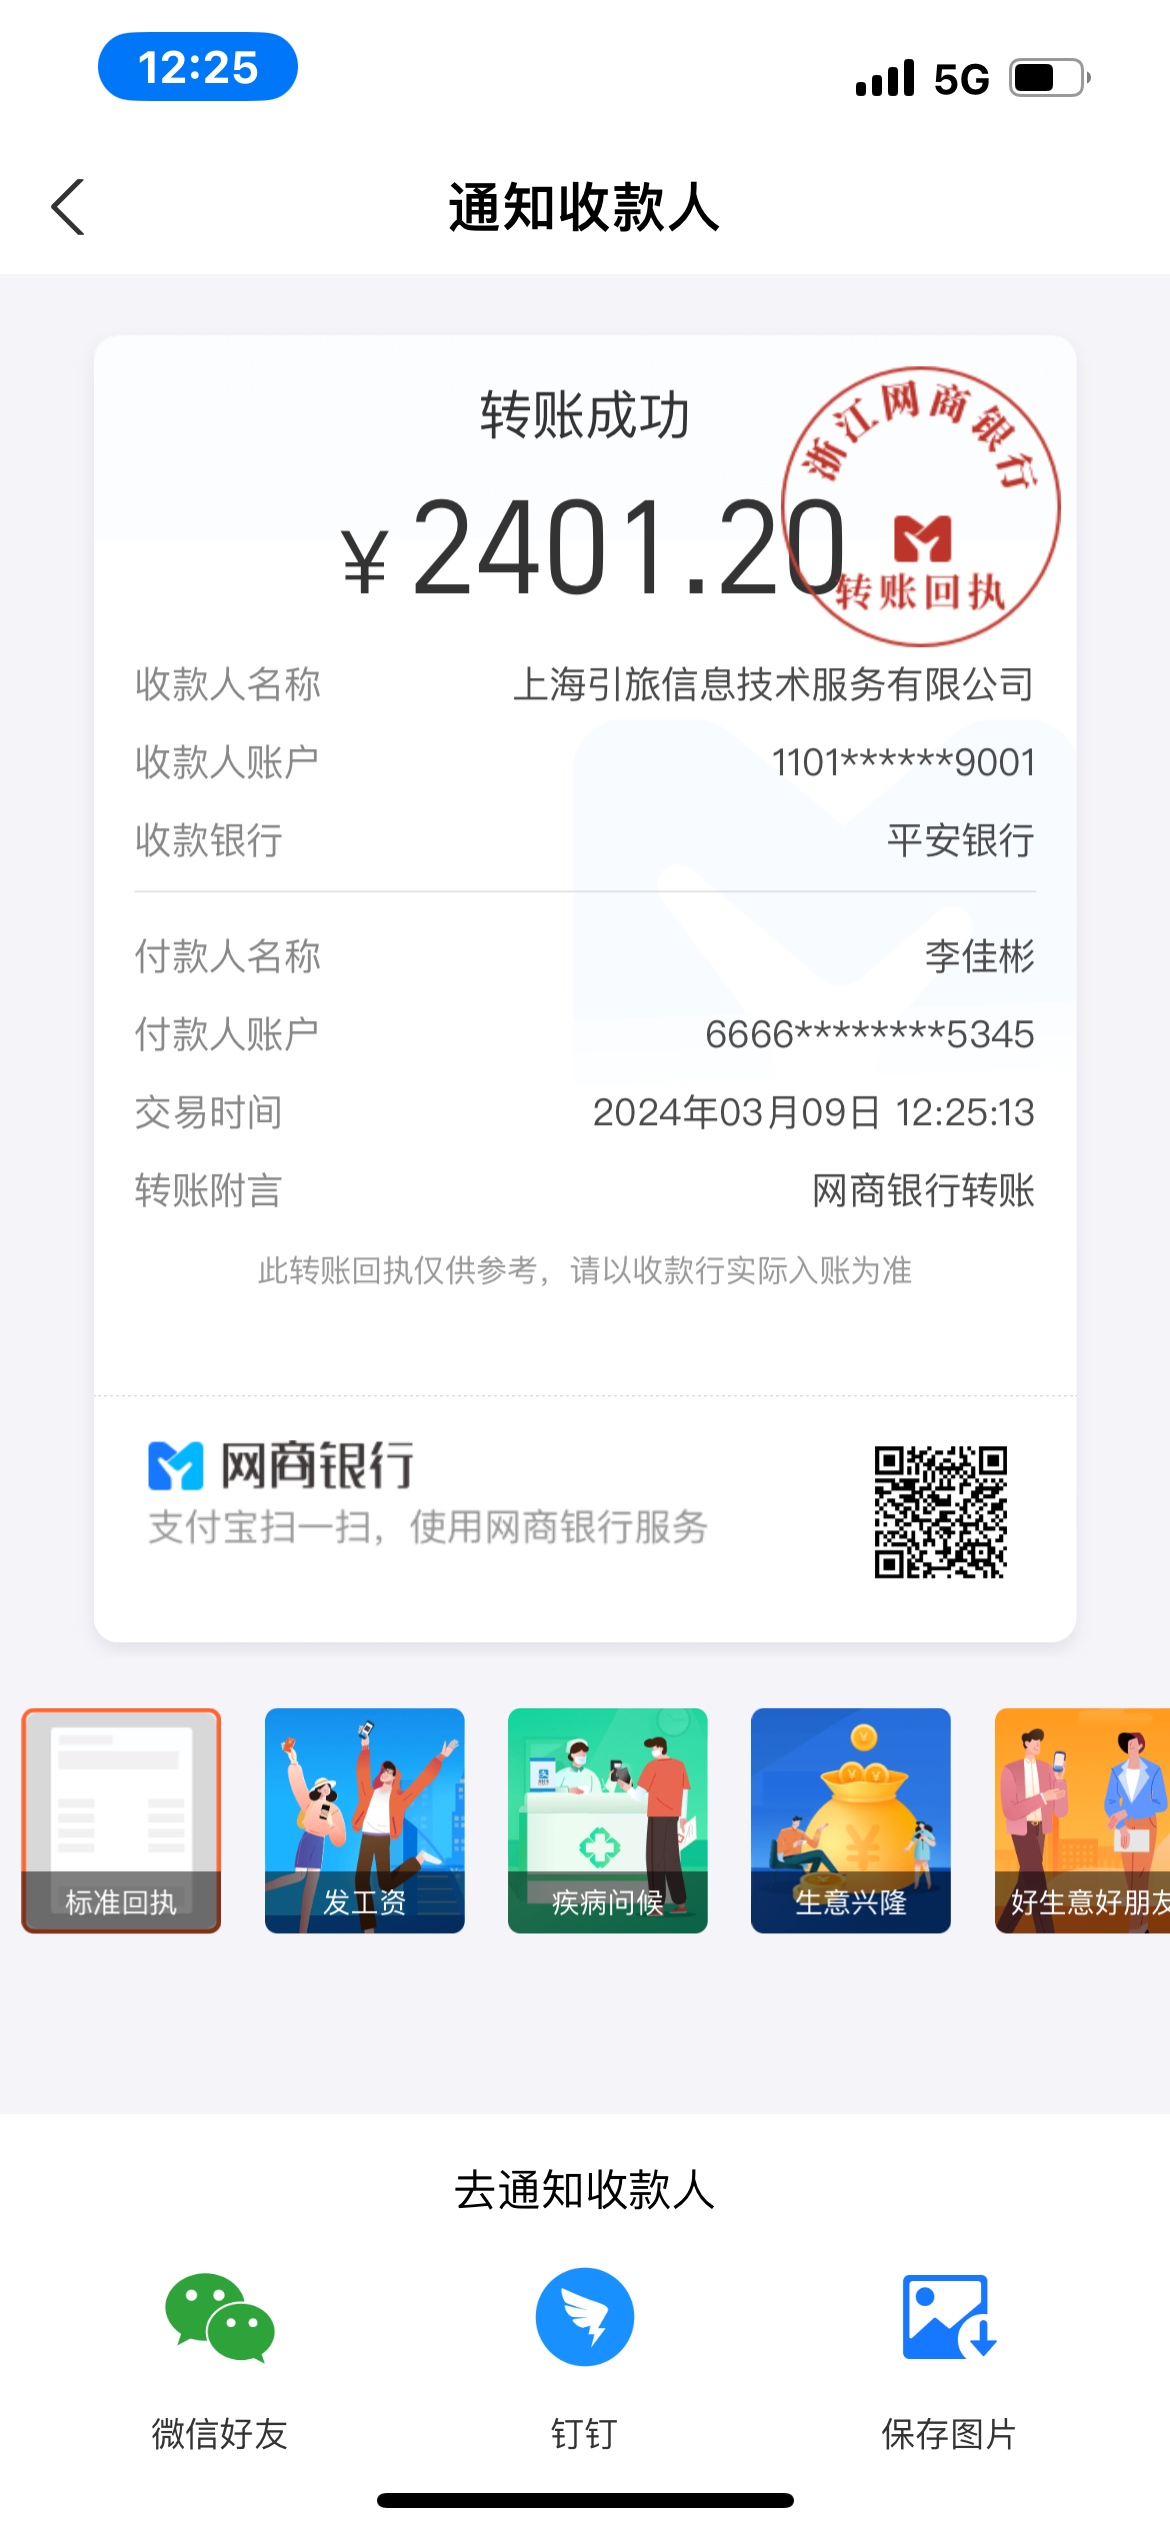 12:25
5G
通知收款人
转账成功
浙江网商银行
¥2401.20
转账回执
收款人名称 上海引旅信息技术服务有限公司
收款人账户 1101******9001
收款银行 平安银行
付款人名称 李佳彬
付款人账户 6666********5345
交易时间 2024年03月09日 12:25:13
转账附言 网商银行转账
此转账回执仅供参考，请以收款行实际入账为准
网商银行
支付宝扫一扫，使用网商银行服务
标准回执 发工资 疾病问候 生意兴隆 好生意好朋友
去通知收款人
微信好友 钉钉 保存图片